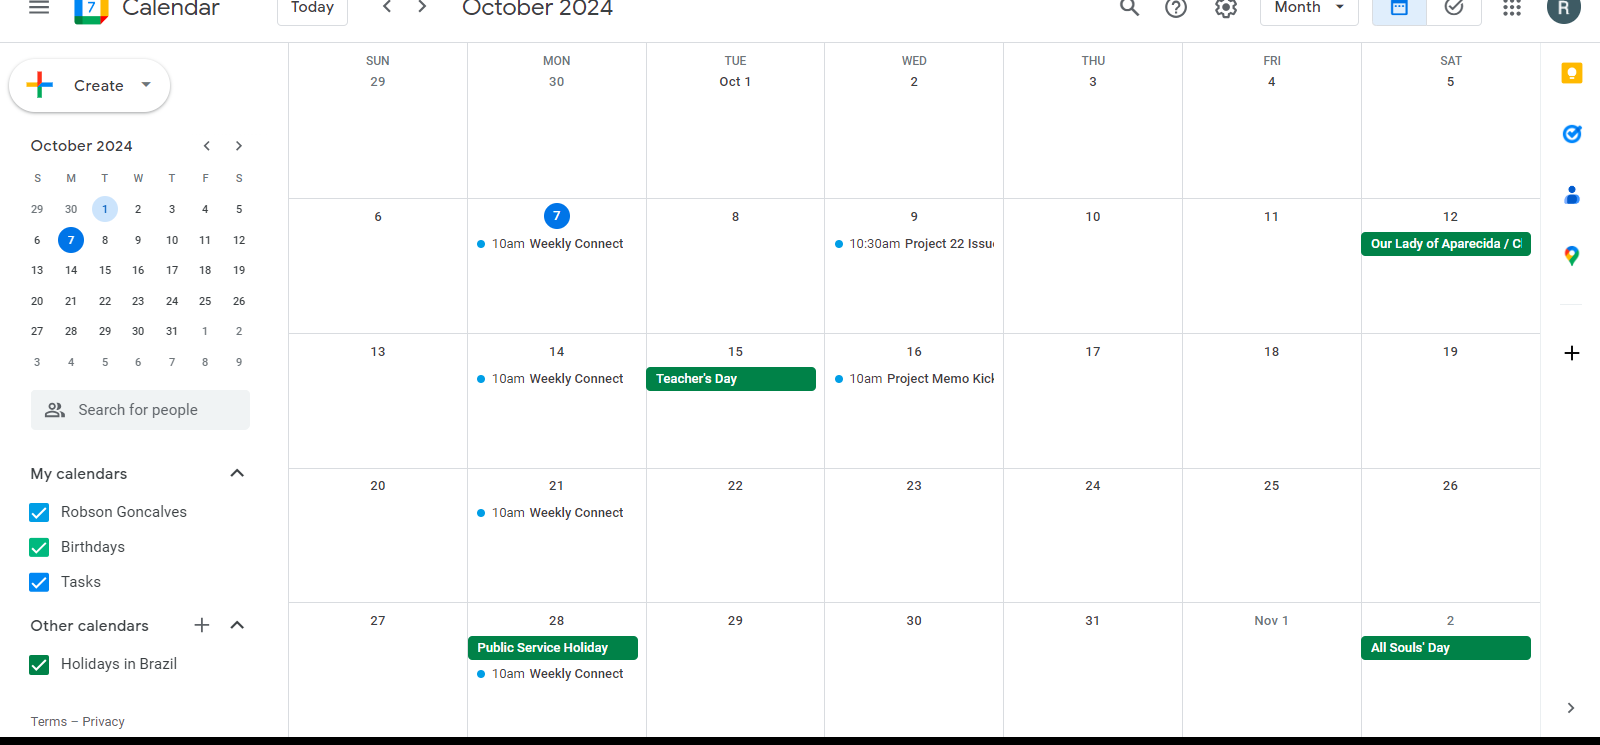 7 Calendar Today October 2024 Month R
Create
October 2024
S M T W T F S
29 30 1 2 3 4 5
6 7 8 9 10 11 12
13 14 15 16 17 18 19
20 21 22 23 24 25 26
27 28 29 30 31 1 2
3 4 5 6 7 8 9
Search for people
My calendars
Robson Goncalves
Birthdays
Tasks
Other calendars
Holidays in Brazil
Terms – Privacy
SUN MON TUE WED THU FRI SAT
29 30 Oct 1 2 3 4 5
6 7 8 9 10 11 12
10am Weekly Connect 10:30am Project 22 Issu Our Lady of Aparecida / C
13 14 15 16 17 18 19
10am Weekly Connect Teacher's Day 10am Project Memo Kick
20 21 22 23 24 25 26
10am Weekly Connect
27 28 29 30 31 Nov 1 2
Public Service Holiday All Souls' Day
10am Weekly Connect